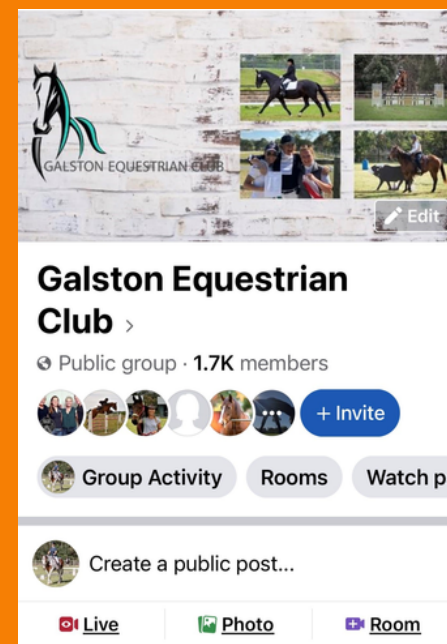 GALSTON EQUESTRIAN CLUB
Edit
Galston Equestrian
Club >
Public group · 1.7K members
+ Invite
Group Activity Rooms Watch p
Create a public post...
Live Photo Room